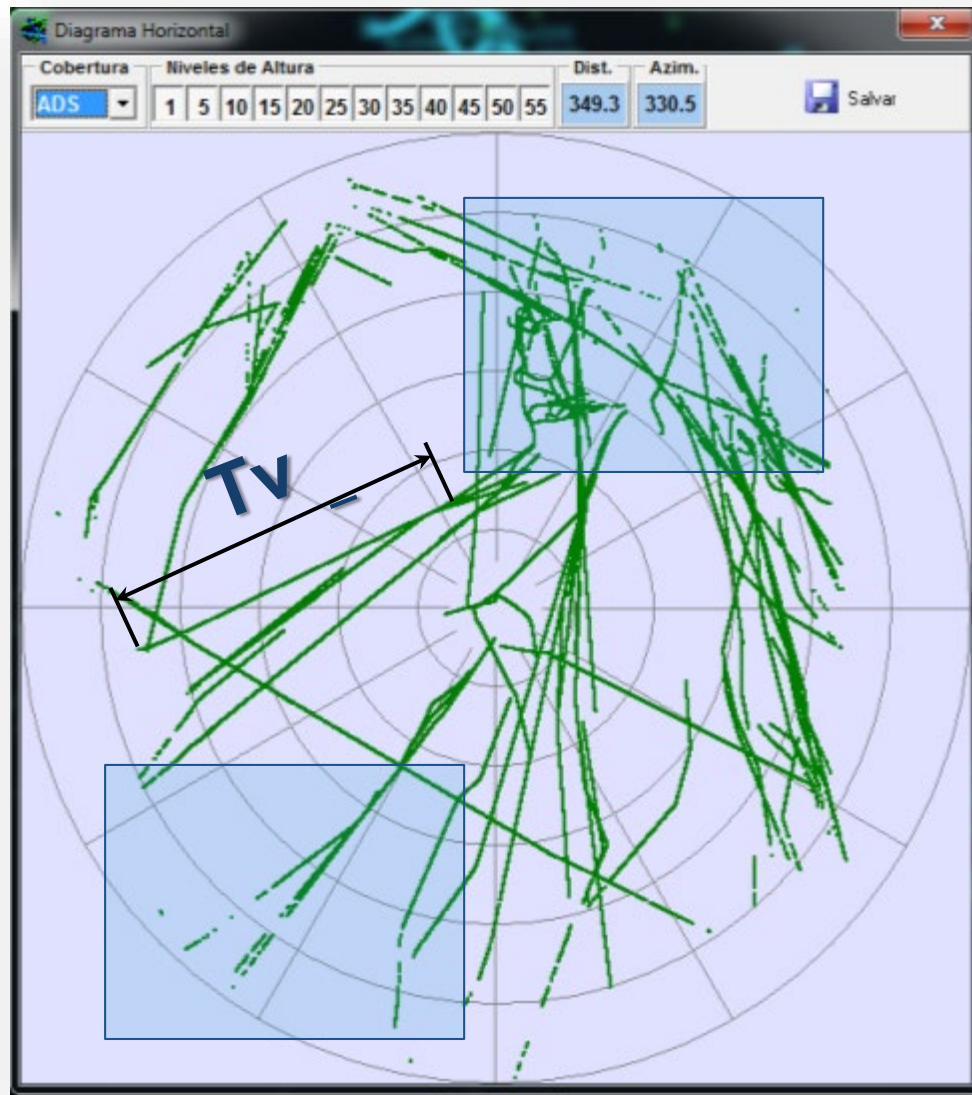 Diagrama Horizontal
Cobertura Niveles de Altura Dist. Azim.
ADS 1 5 10 15 20 25 30 35 40 45 50 55 349.3 330.5 Salvar
Tv_